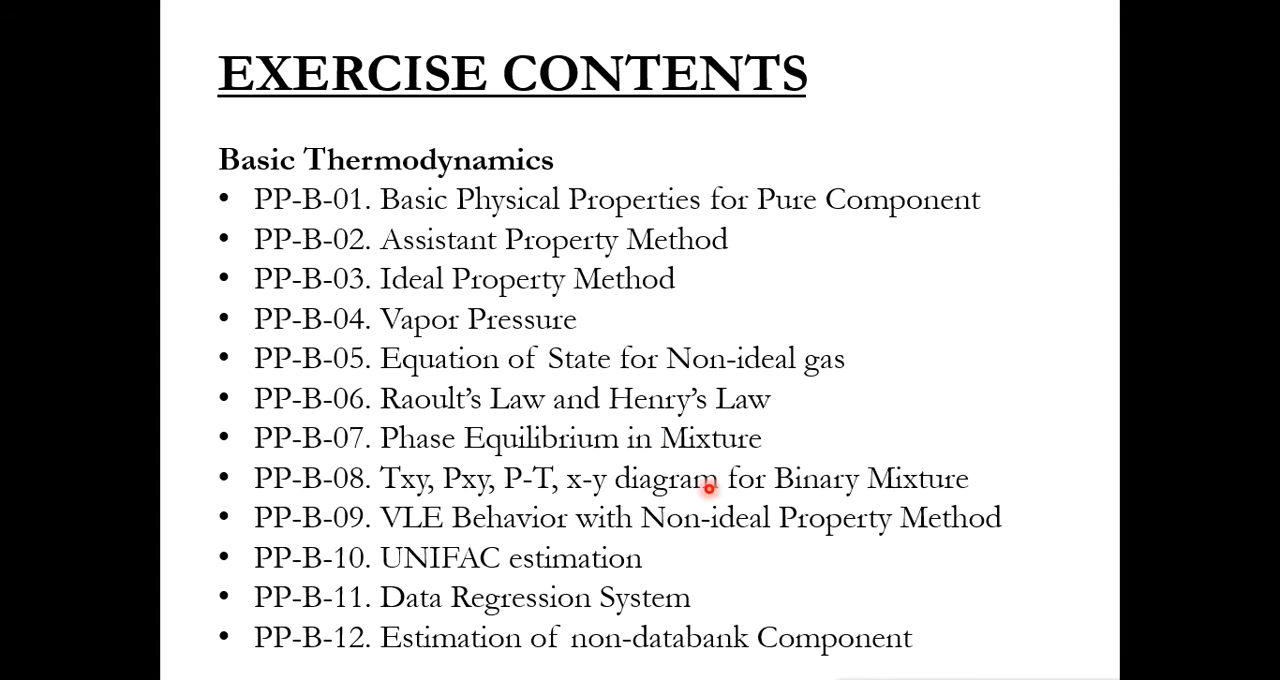 EXERCISE CONTENTS
Basic Thermodynamics
• PP-B-01. Basic Physical Properties for Pure Component
• PP-B-02. Assistant Property Method
• PP-B-03. Ideal Property Method
• PP-B-04. Vapor Pressure
• PP-B-05. Equation of State for Non-ideal gas
• PP-B-06. Raoult’s Law and Henry’s Law
• PP-B-07. Phase Equilibrium in Mixture
• PP-B-08. Txy, Pxy, P-T, x-y diagram for Binary Mixture
• PP-B-09. VLE Behavior with Non-ideal Property Method
• PP-B-10. UNIFAC estimation
• PP-B-11. Data Regression System
• PP-B-12. Estimation of non-databank Component